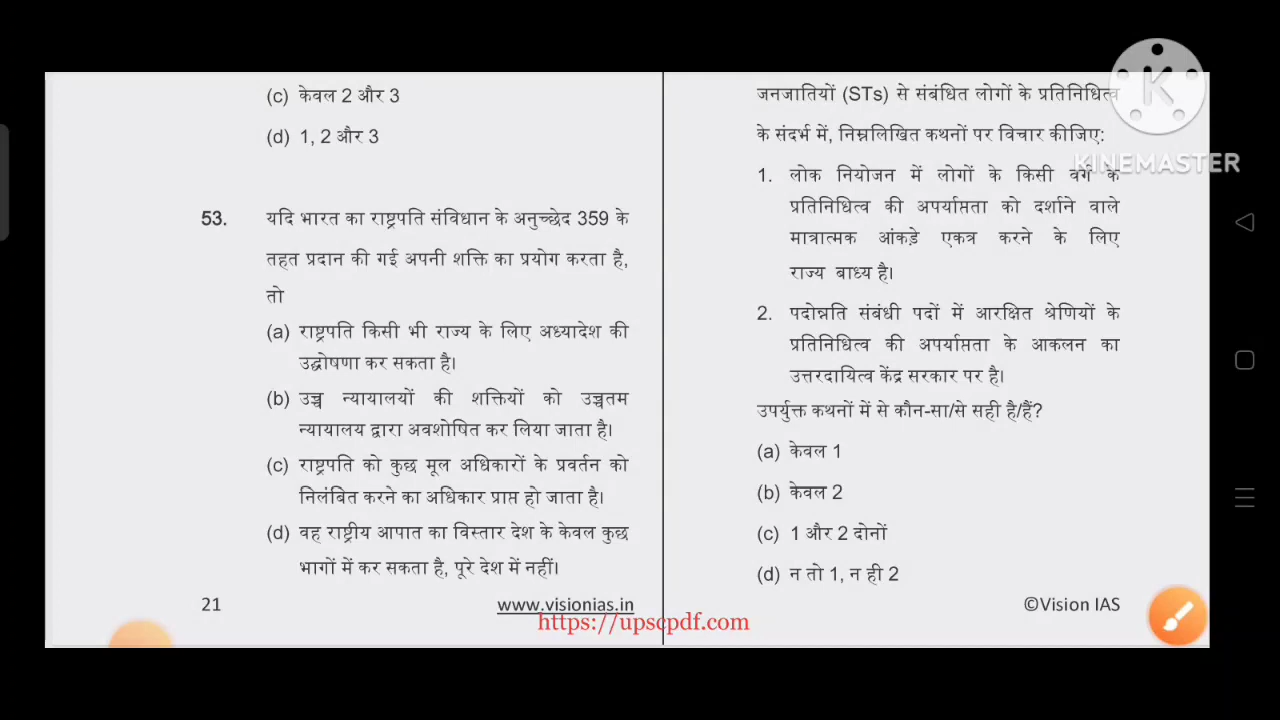 (c) केवल 2 और 3
(d) 1, 2 और 3
53. यदि भारत का राष्ट्रपति संविधान के अनुच्छेद 359 के
तहत प्रदान की गई अपनी शक्ति का प्रयोग करता है,
तो
(a) राष्ट्रपति किसी भी राज्य के लिए अध्यादेश की
उद्घोषणा कर सकता है।
(b) उच्च न्यायालयों की शक्तियों को उच्चतम
न्यायालय द्वारा अवशोषित कर लिया जाता है।
(c) राष्ट्रपति को कुछ मूल अधिकारों के प्रवर्तन को
निलंबित करने का अधिकार प्राप्त हो जाता है।
(d) वह राष्ट्रीय आपात का विस्तार देश के केवल कुछ
भागों में कर सकता है, पूरे देश में नहीं।
21
www.visionias.in
जनजातियों (STs) से संबंधित लोगों के प्रतिनिधित्व
के संदर्भ में, निम्नलिखित कथनों पर विचार कीजिए:
1. लोक नियोजन में लोगों के किसी वर्ग के
प्रतिनिधित्व की अपर्याप्तता को दर्शाने वाले
मात्रात्मक आंकड़े एकत्र करने के लिए
राज्य बाध्य है।
2. पदोन्नति संबंधी पदों में आरक्षित श्रेणियों के
प्रतिनिधित्व की अपर्याप्तता के आकलन का
उत्तरदायित्व केंद्र सरकार पर है।
उपर्युक्त कथनों में से कौन-सा/से सही है/हैं?
(a) केवल 1
(b) केवल 2
(c) 1 और 2 दोनों
(d) न तो 1, न ही 2
©Vision IAS
https://upscpdf.com
K
KINEMASTER